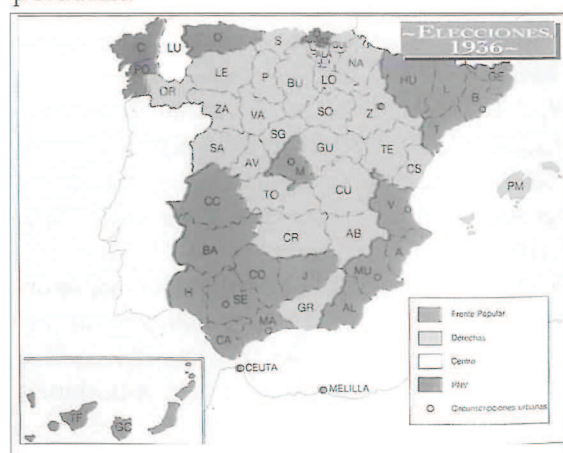 ~ELECCIONES,
1936~
C
LU
O
S
PO
OR
LE
P
BU
LO
NA
HU
L
GE
B
T
ZA
VA
SO
Z
SG
SA
AV
M
GU
TE
CS
TO
CU
PM
CC
V
BA
CR
AB
A
MU
CO
J
H
SE
GR
AL
MA
CA
CEUTA
MELILLA
TF
GC
Frente Popular
Derechas
Centro
PNV
Circunscripciones urbanas